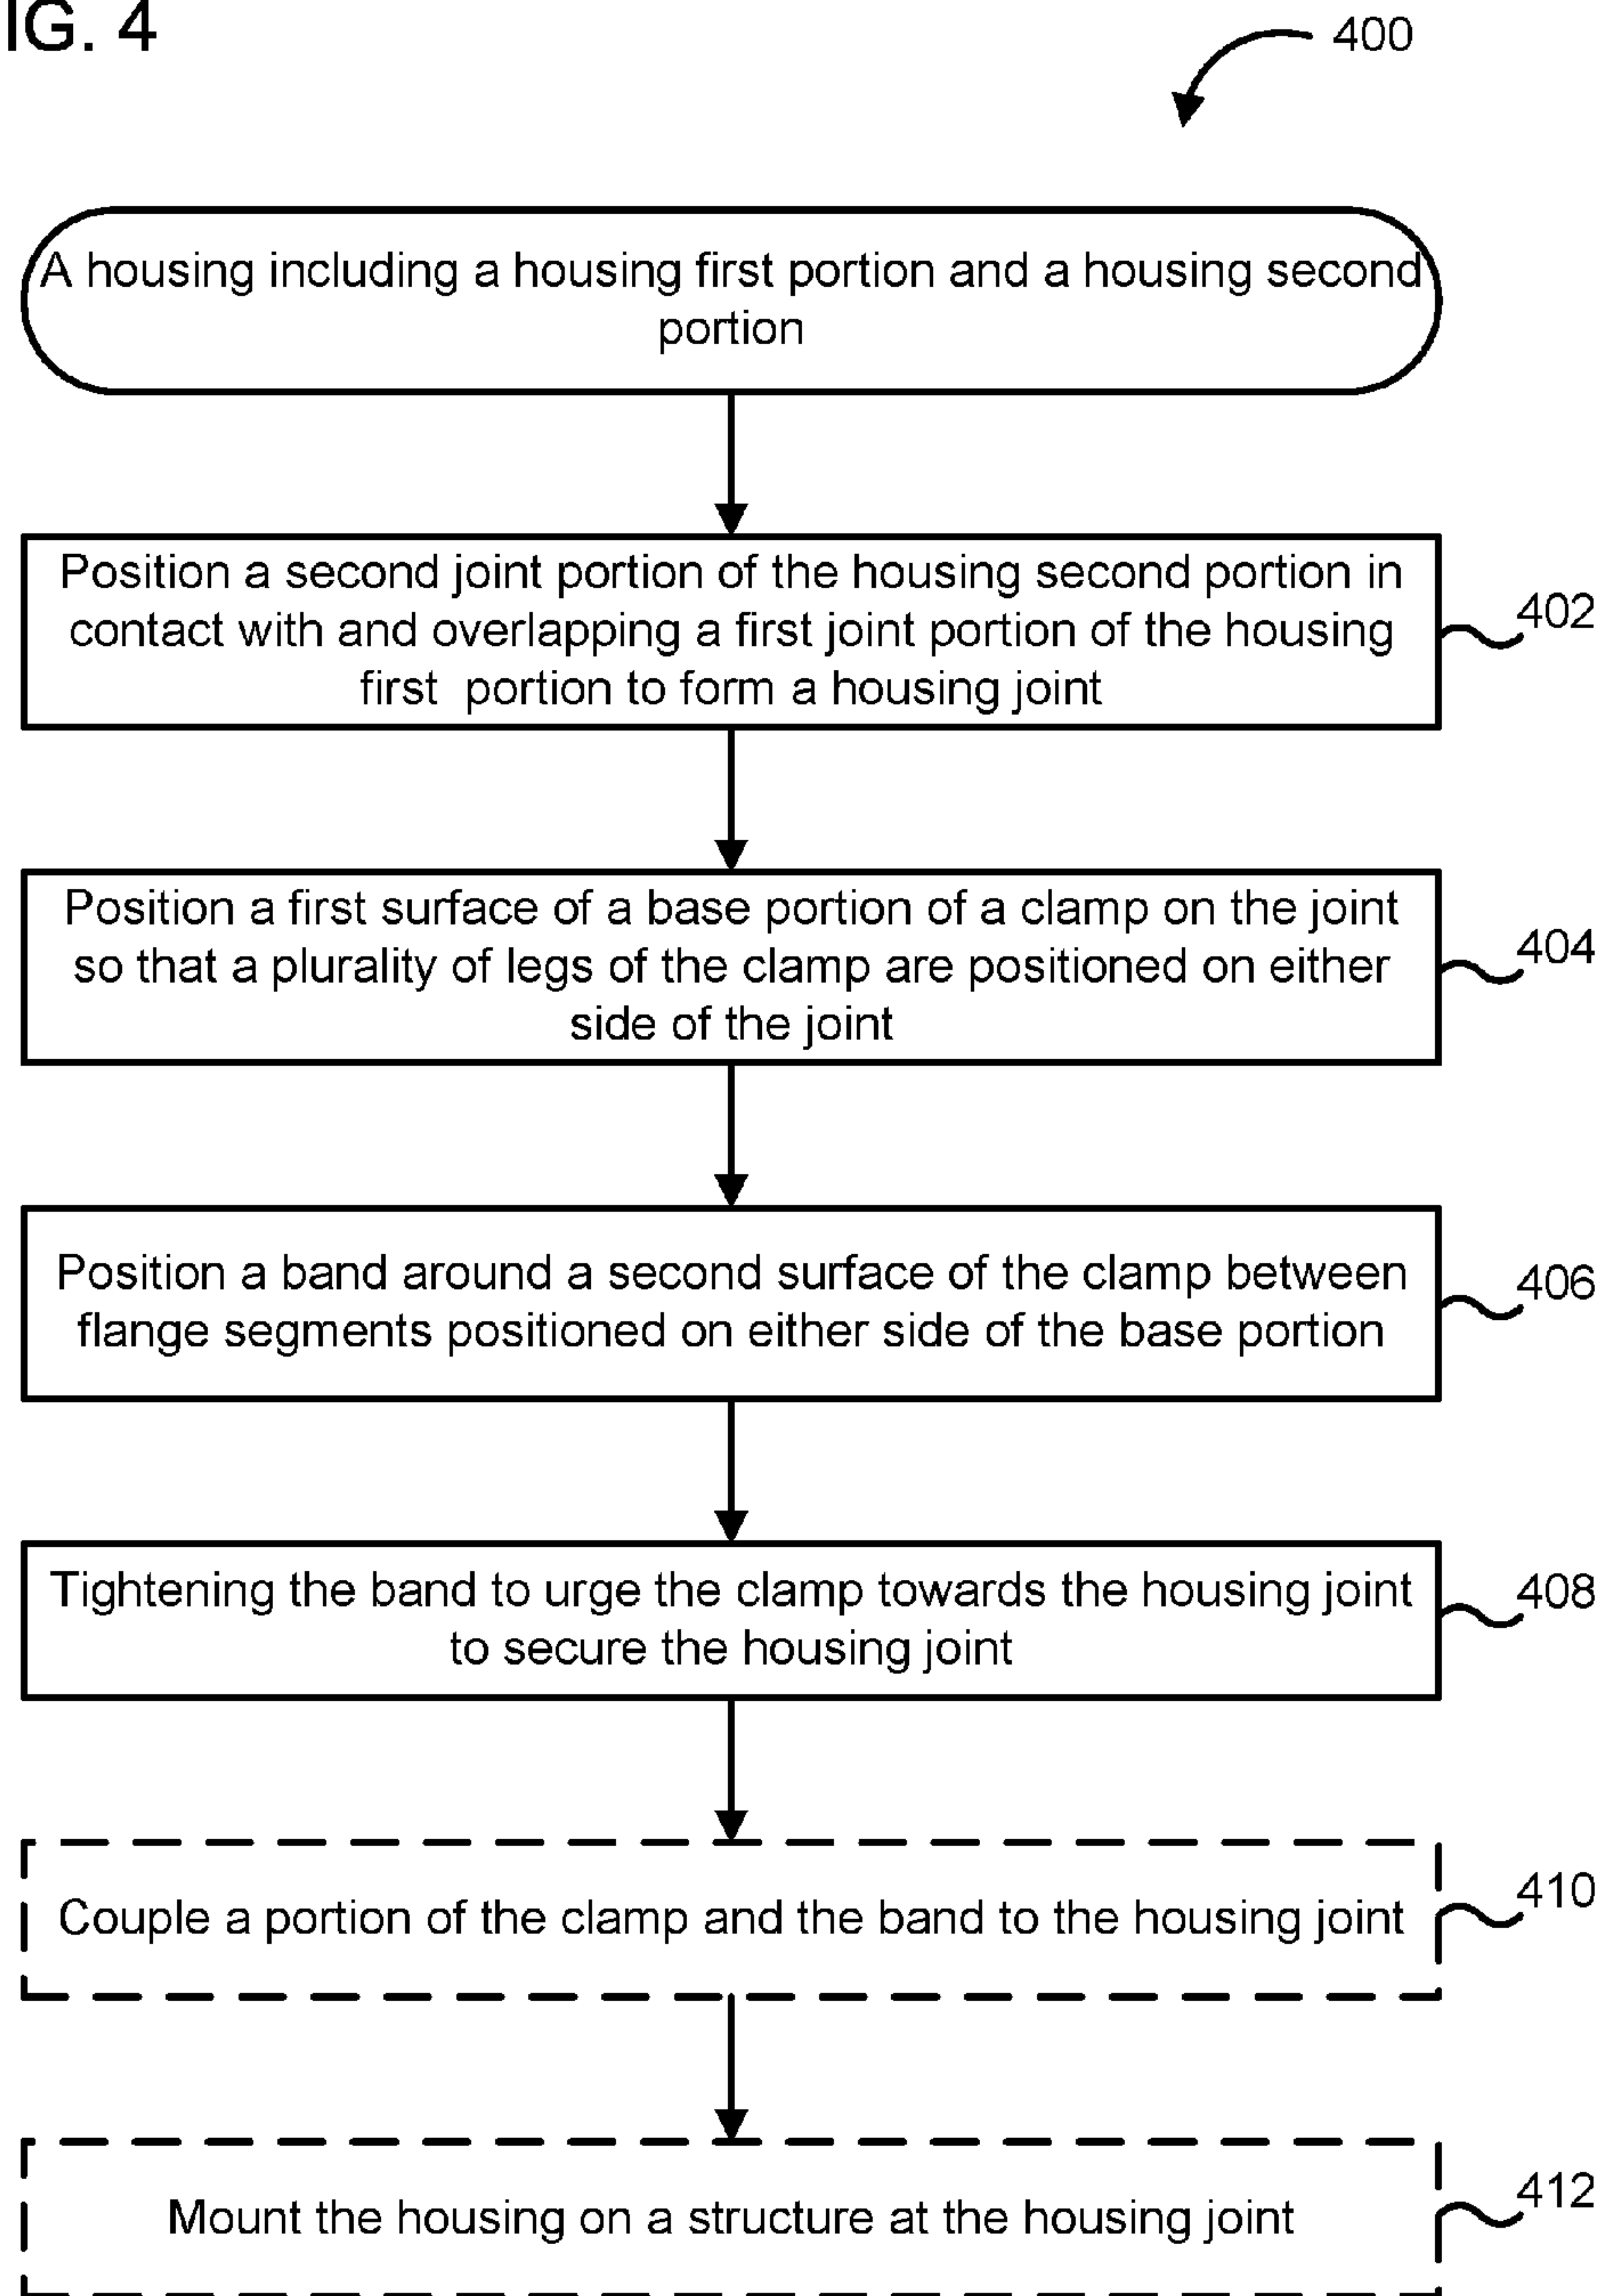 IG. 4
400
A housing including a housing first portion and a housing second
portion
Position a second joint portion of the housing second portion in
contact with and overlapping a first joint portion of the housing
first  portion to form a housing joint
402
Position a first surface of a base portion of a clamp on the joint
so that a plurality of legs of the clamp are positioned on either
side of the joint
404
Position a band around a second surface of the clamp between
flange segments positioned on either side of the base portion
406
Tightening the band to urge the clamp towards the housing joint
to secure the housing joint
408
Couple a portion of the clamp and the band to the housing joint
410
Mount the housing on a structure at the housing joint
412